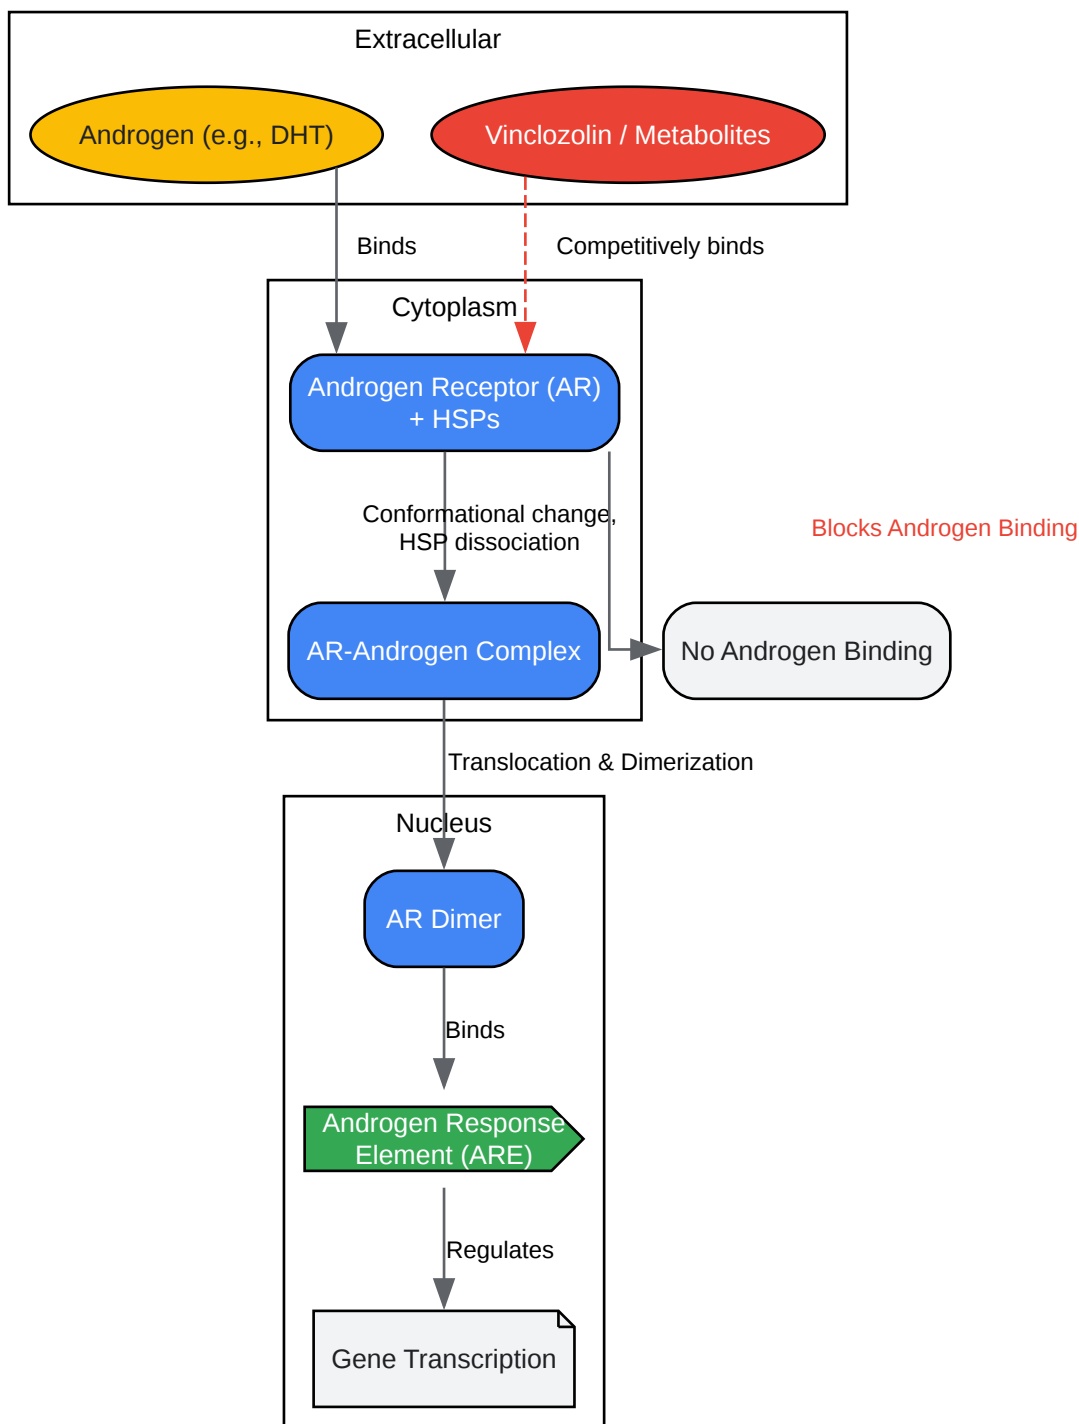 Extracellular
Androgen (e.g., DHT)
Vinclozolin / Metabolites
Binds
Competitively binds
Cytoplasm
Androgen Receptor (AR)
+ HSPs
Conformational change,
HSP dissociation
Blocks Androgen Binding
AR-Androgen Complex
No Androgen Binding
Translocation & Dimerization
Nucleus
AR Dimer
Binds
Androgen Response
Element (ARE)
Regulates
Gene Transcription